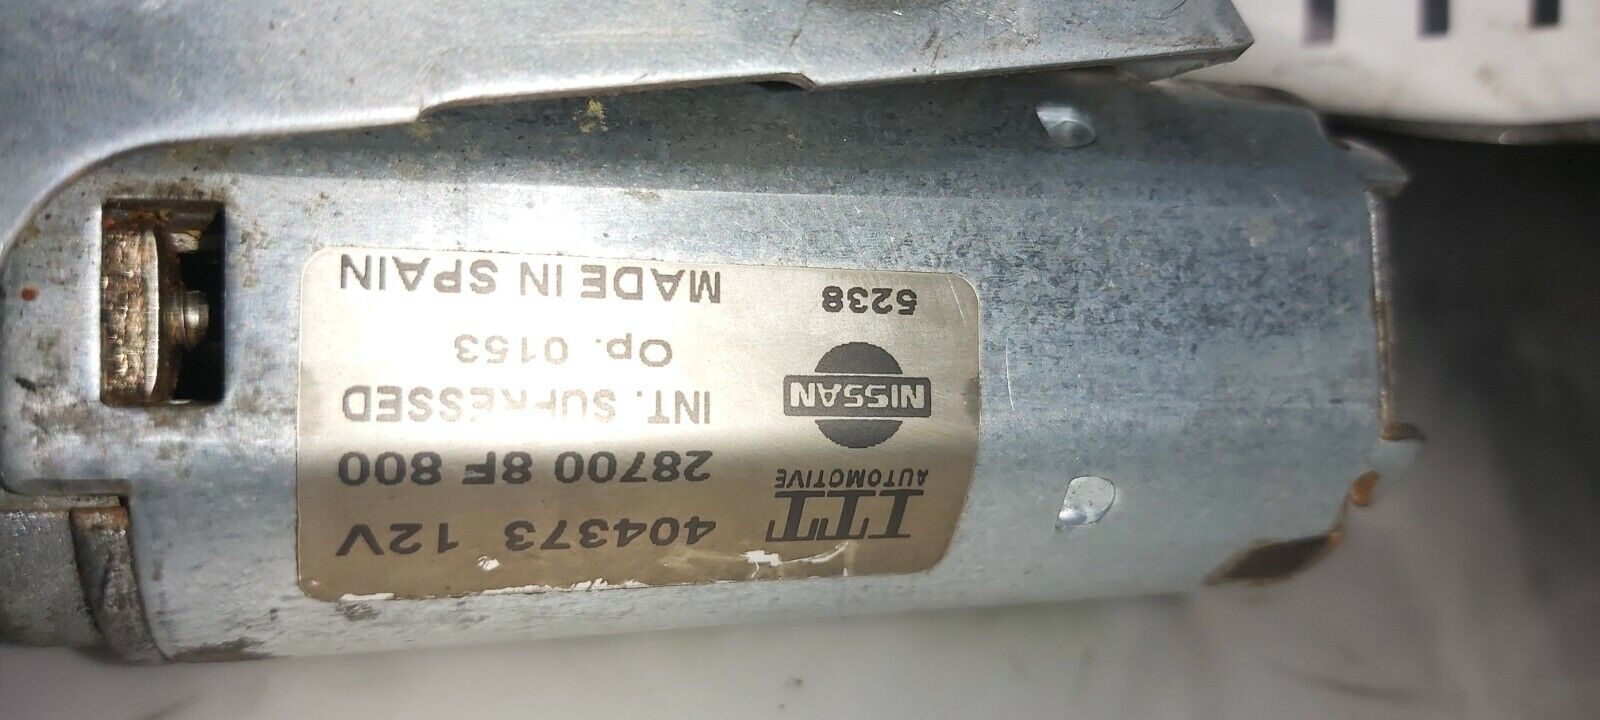 ITT 404373 12V
AUTOMOTIVE 28700 8F 800
NISSAN INT. SUPRESSED
Op. 0153
5238 MADE IN SPAIN